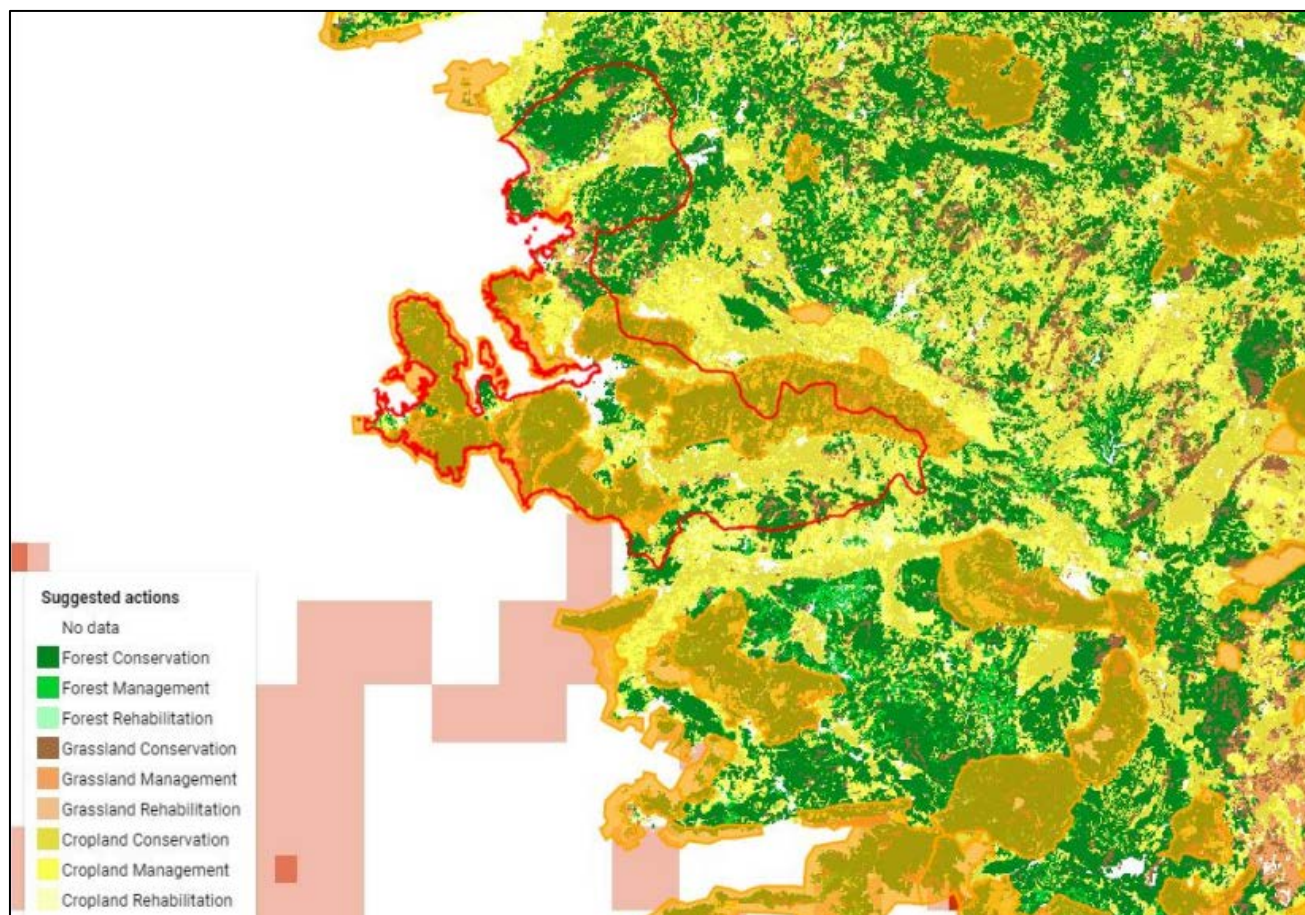 Suggested actions
No data
Forest Conservation
Forest Management
Forest Rehabilitation
Grassland Conservation
Grassland Management
Grassland Rehabilitation
Cropland Conservation
Cropland Management
Cropland Rehabilitation